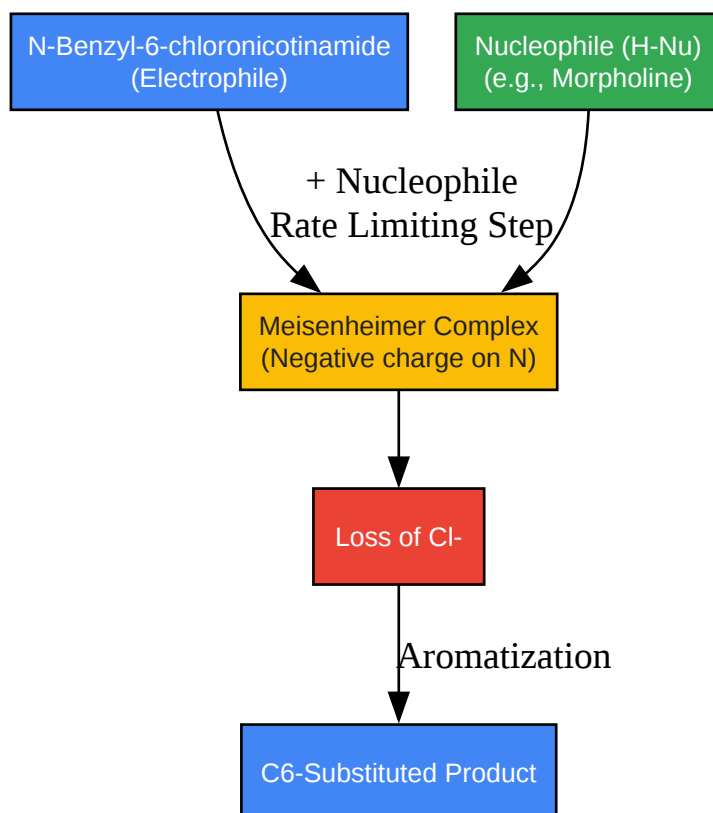 N-Benzyl-6-chloronicotinamide
(Electrophile)
Nucleophile (H-Nu)
(e.g., Morpholine)
+ Nucleophile
Rate Limiting Step
Meisenheimer Complex
(Negative charge on N)
Loss of Cl-
Aromatization
C6-Substituted Product